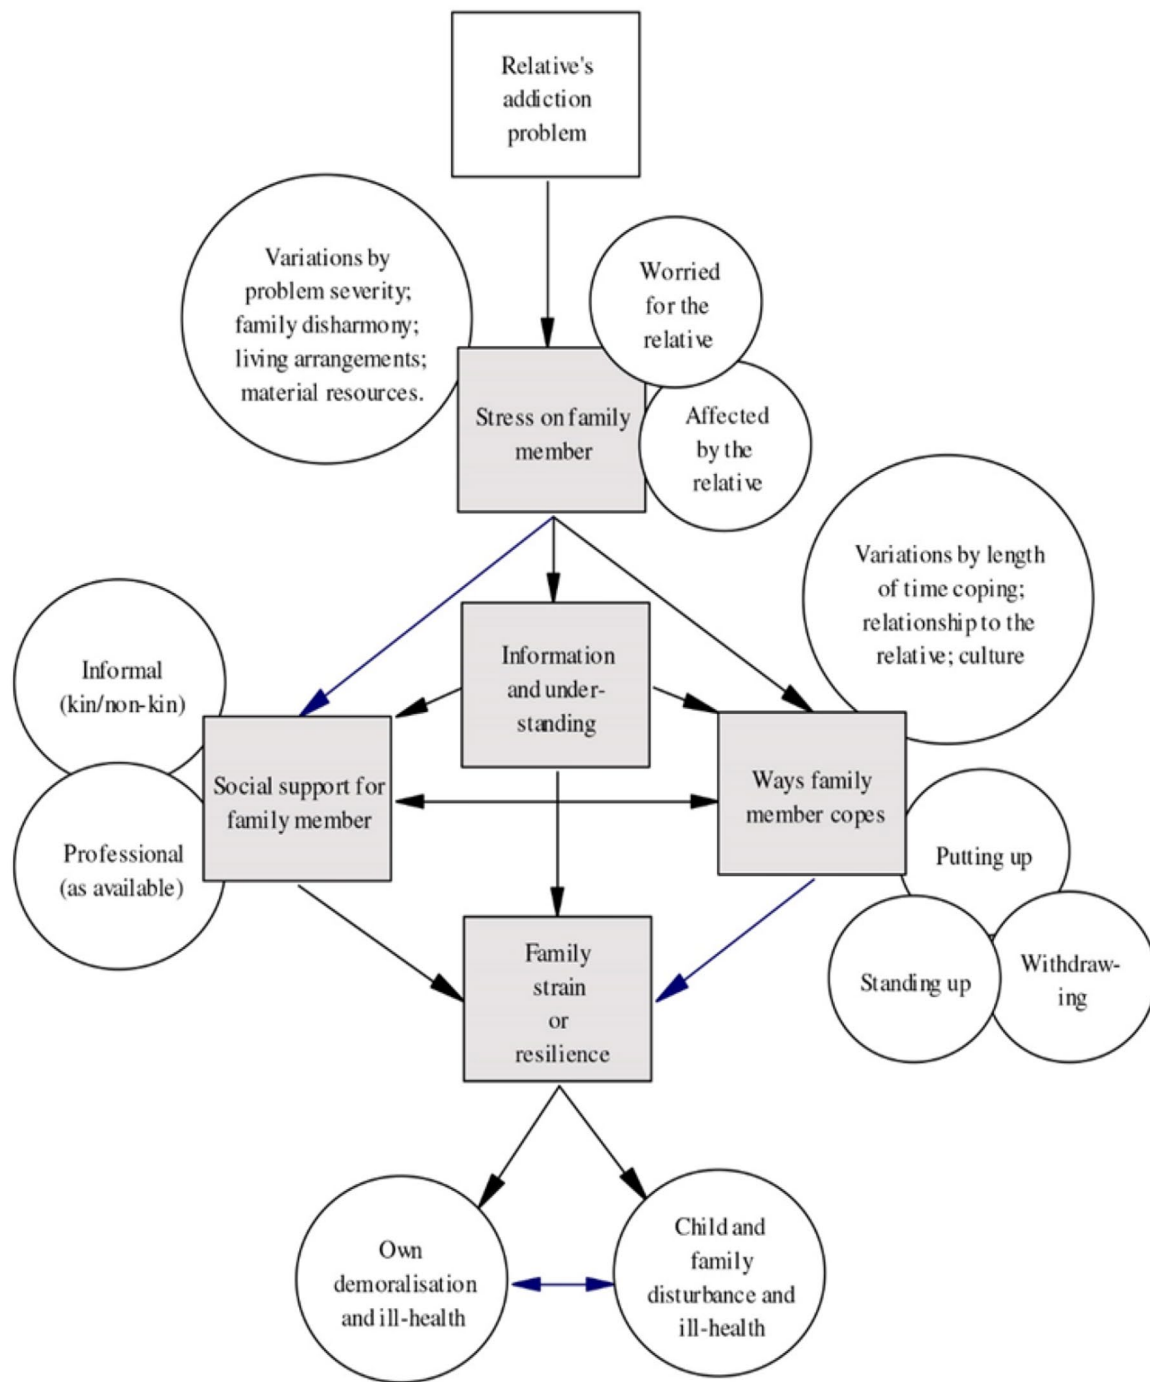 Relative's
addiction
problem
Variations by
problem severity;
family disharmony;
living arrangements;
material resources.
Worried
for the
relative
Stress on family
member
Affected
by the
relative
Variations by length
of time coping;
relationship to the
relative; culture
Informal
(kin/non-kin)
Information
and under-
standing
Social support for
family member
Ways family
member copes
Professional
(as available)
Putting up
Standing up
Withdraw-
ing
Family
strain
or
resilience
Own
demoralisation
and ill-health
Child and
family
disturbance and
ill-health